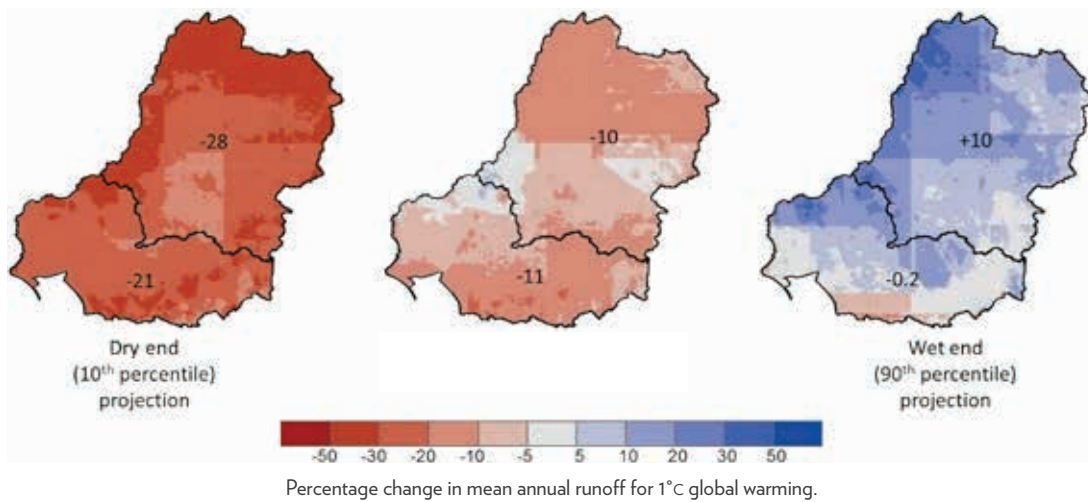 -28
-21
-10
-11
+10
-0.2
Dry end
(10th percentile)
projection
Wet end
(90th percentile)
projection
-50 -30 -20 -10 -5 5 10 20 30 50
Percentage change in mean annual runoff for 1°C global warming.